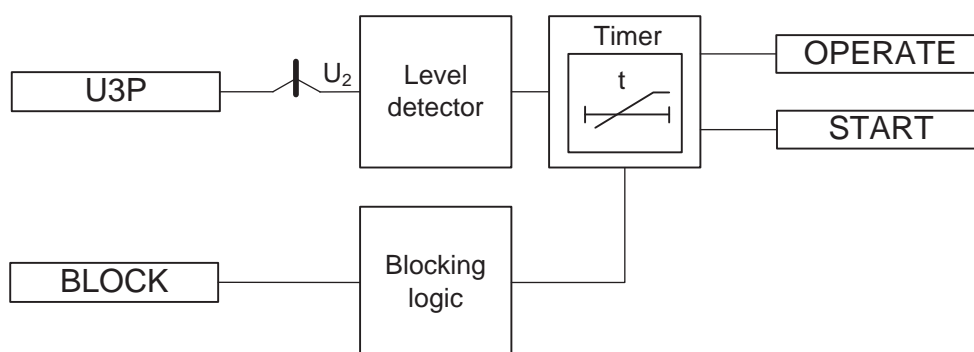 U3P
U₂
Level
detector
Timer
t
OPERATE
START
BLOCK
Blocking
logic